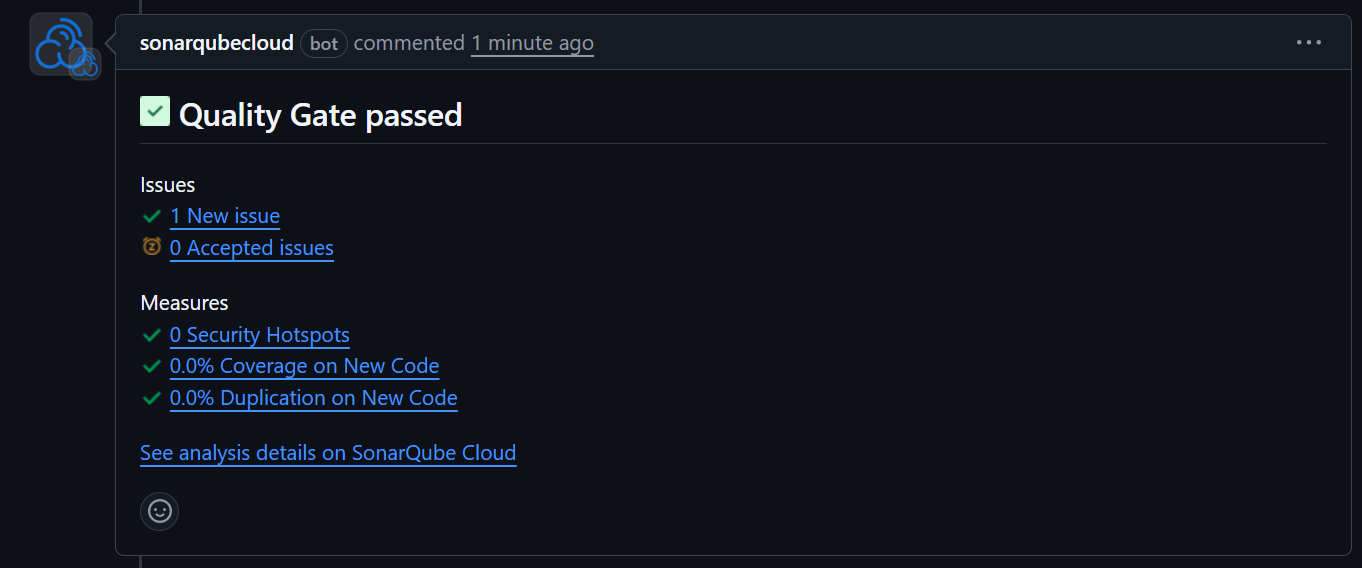 sonarqubecloud bot commented 1 minute ago
Quality Gate passed
Issues
1 New issue
0 Accepted issues
Measures
0 Security Hotspots
0.0% Coverage on New Code
0.0% Duplication on New Code
See analysis details on SonarQube Cloud